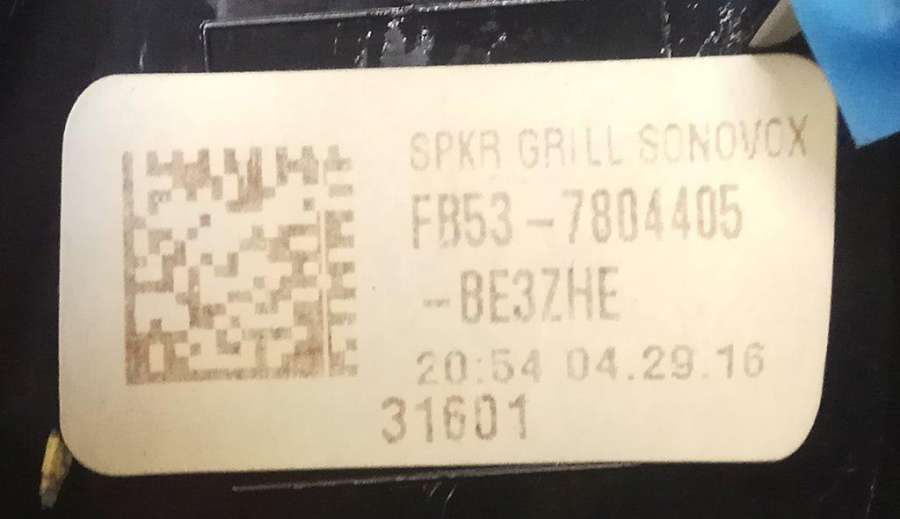 SPKR GRILL SONOVOX
FB53-7804405
-BE3ZHE
20:54 04.29.16
31601